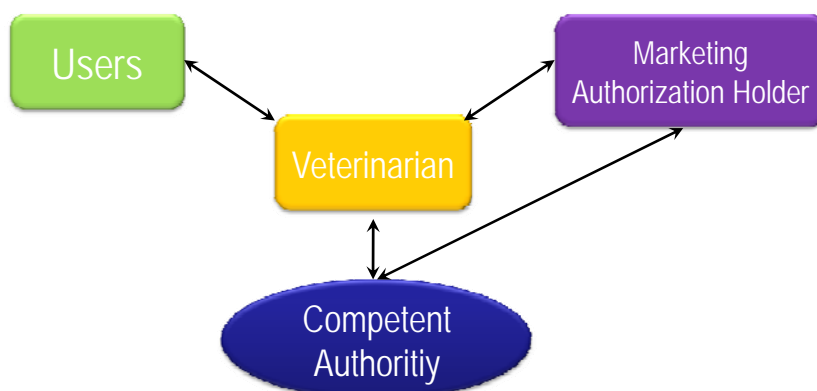 Users
Marketing
Authorization Holder
Veterinarian
Competent
Authoritiy